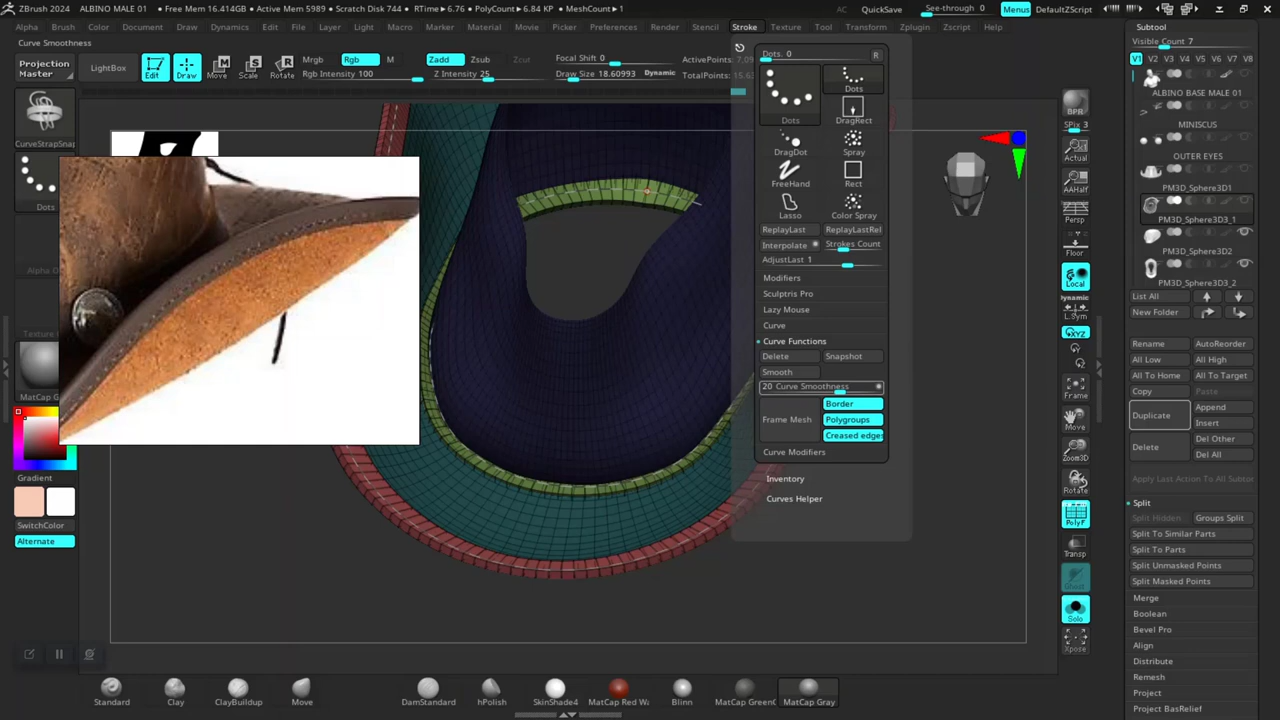 ZBrush 2024 ALBINO MALE 01 • Free Mem 16.414GB • Active Mem 5989 • Scratch Disk 744 • RTime▸6.76 • PolyCount▸6.84 KP • MeshCount▸1
AC QuickSave See-through 0 Menus DefaultZScript
Alpha Brush Color Document Draw Dynamics Edit File Layer Light Macro Marker Material Movie Picker Preferences Render Stencil Stroke Texture Tool Transform Zplugin Zscript Help
Curve Smoothness
Projection
Master
LightBox
Edit Draw Move Scale Rotate
Mrgb Rgb M
Rgb Intensity 100
Zadd Zsub Zcut
Z Intensity 25
Focal Shift 0
Draw Size 18.60993 Dynamic
TotalPoints: 15.63
CurveStrapSnap
Dots
Alpha O
MatCap Gra
Gradient
SwitchColor
Alternate
Dots. 0 R
Dots
Dots
DragRect
DragDot
Spray
FreeHand
Rect
Lasso
Color Spray
ReplayLast ReplayLastRel
Interpolate Strokes Count
AdjustLast 1
Modifiers
Sculptris Pro
Lazy Mouse
Curve
Curve Functions
Delete Snapshot
Smooth
20 Curve Smoothness
Border
Frame Mesh Polygroups
Creased edges
Curve Modifiers
Inventory
Curves Helper
BPR
SPix 3
Actual
AAHalf
Persp
Floor
Local
Dynamic
L.Sym
XYZ
Frame
Move
Zoom3D
Rotate
PolyF
Transp
Ghost
Solo
Xpose
Subtool
Visible Count 7
V1 V2 V3 V4 V5 V6 V7 V8
ALBINO BASE MALE 01
MINISCUS
OUTER EYES
PM3D_Sphere3D1
PM3D_Sphere3D3_1
PM3D_Sphere3D2
PM3D_Sphere3D3_2
List All
New Folder
Rename AutoReorder
All Low All High
All To Home All To Target
Copy Paste
Duplicate Append
Insert
Delete Del Other
Del All
Apply Last Action To All Subtoo
Split
Split Hidden Groups Split
Split To Similar Parts
Split To Parts
Split Unmasked Points
Split Masked Points
Merge
Boolean
Bevel Pro
Align
Distribute
Remesh
Project
Project BasRelief
Standard Clay ClayBuildup Move DamStandard hPolish SkinShade4 MatCap Red Wa Blinn MatCap GreenC MatCap Gray